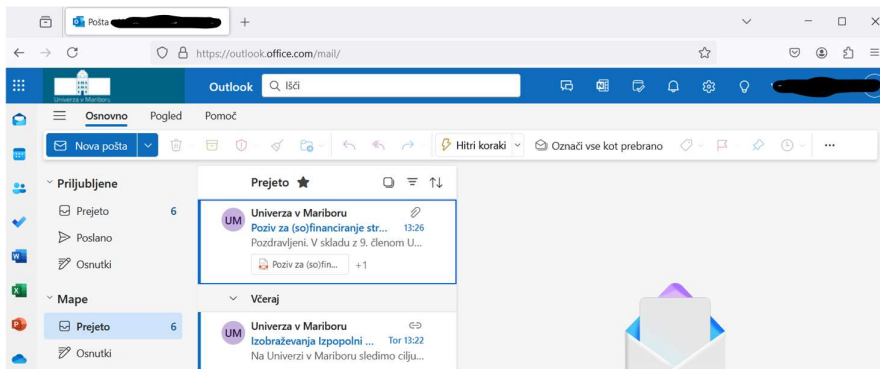 Pošta
https://outlook.office.com/mail/
Univerza v Mariboru
Outlook
Išči
Osnovno Pogled Pomoč
Nova pošta
Hitri koraki
Označi vse kot prebrano
Priljubljene
Prejeto 6
Poslano
Osnutki
Mape
Prejeto 6
Osnutki
Prejeto
UM
Univerza v Mariboru
Poziv za (so)financiranje str... 13:26
Pozdravljeni. V skladu z 9. členom U...
Poziv za (so)fin... +1
Včeraj
UM
Univerza v Mariboru
Izobraževanja Izpopolni ... Tor 13:22
Na Univerzi v Mariboru sledimo cilju...